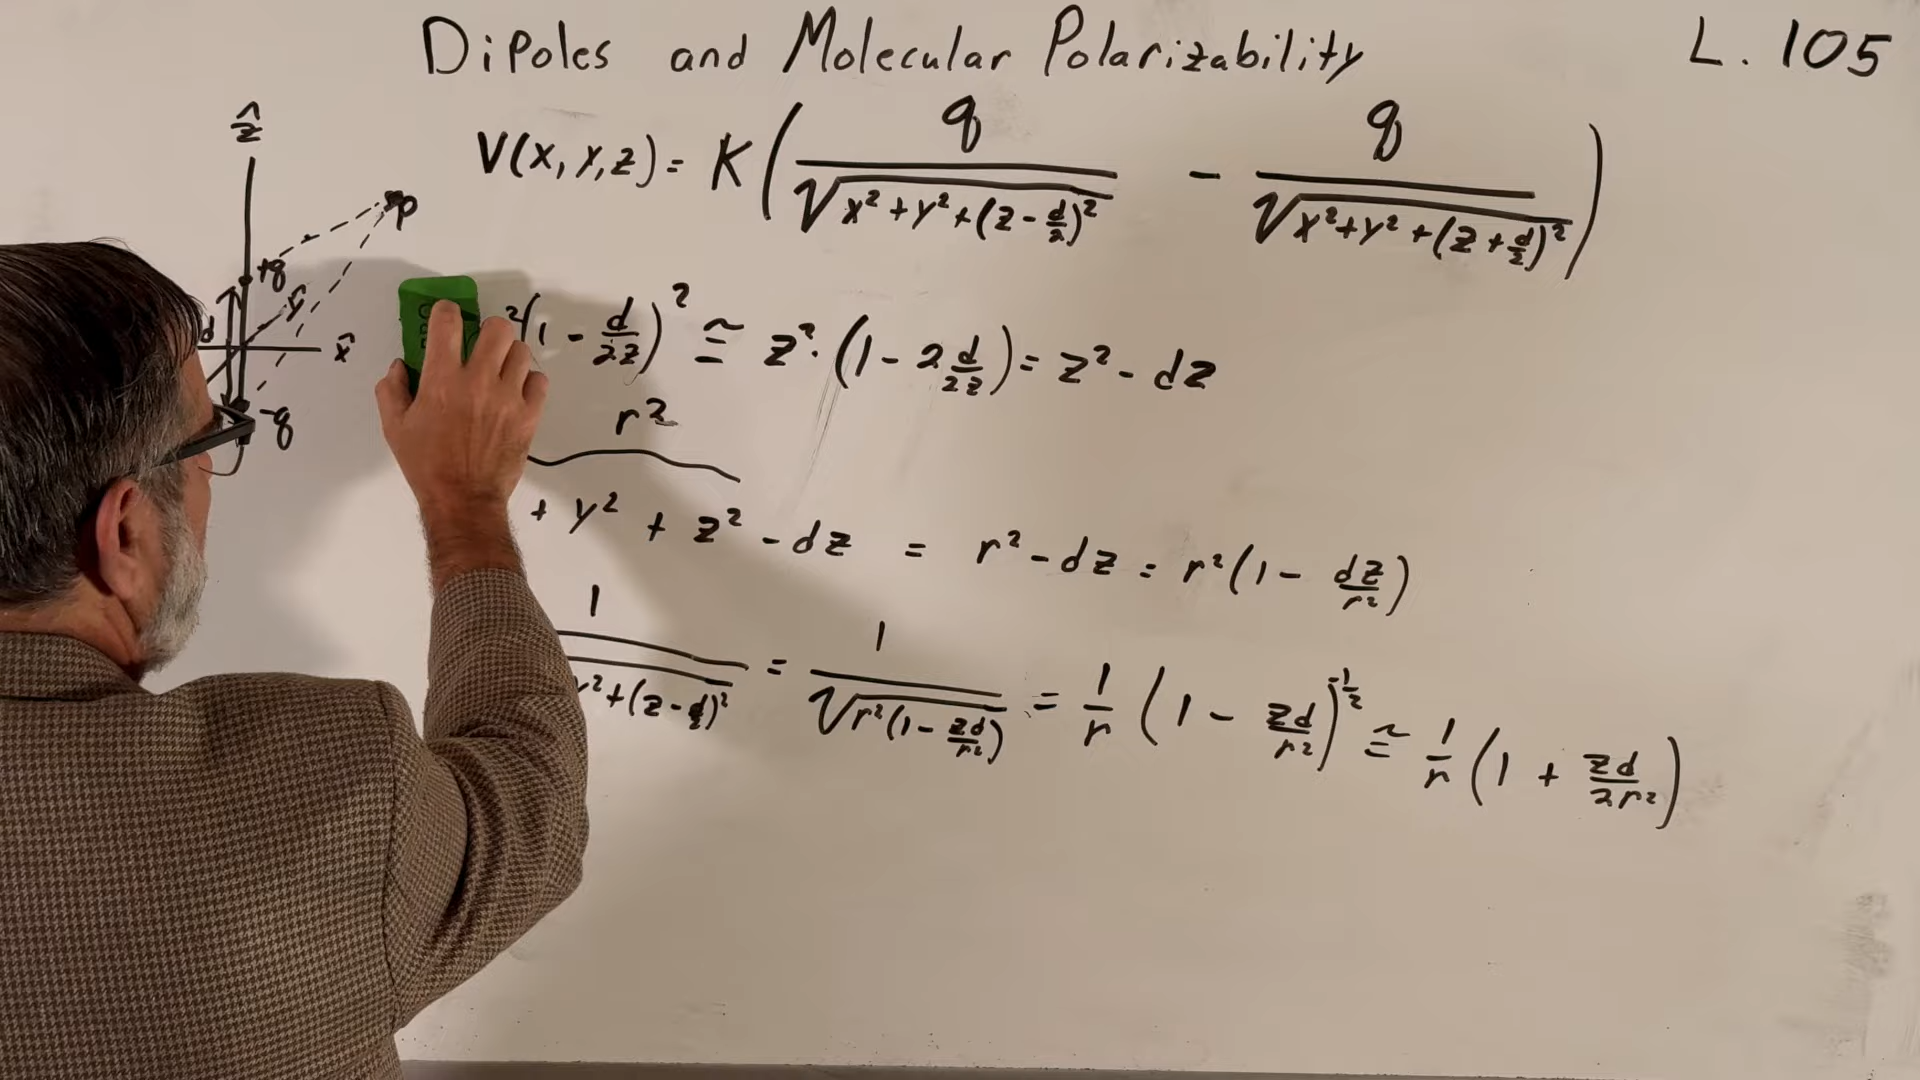 Dipoles and Molecular Polarizability L. 105
ẑ
V(x, y, z) = K( q / √(x² + y² + (z - d/2)²) - q / √(x² + y² + (z + d/2)²) )
P
+q
ŷ
d
x̂
-q
²(1 - d/2z)² ≅ z² · (1 - 2 d/2z) = z² - dz
r²
+ y² + z² - dz = r² - dz = r²(1 - dz/r²)
1 / y² + (z - d/2)² = 1 / √(r²(1 - zd/r²)) = 1/r (1 - zd/r²)^-1/2 ≅ 1/r (1 + zd/2r²)